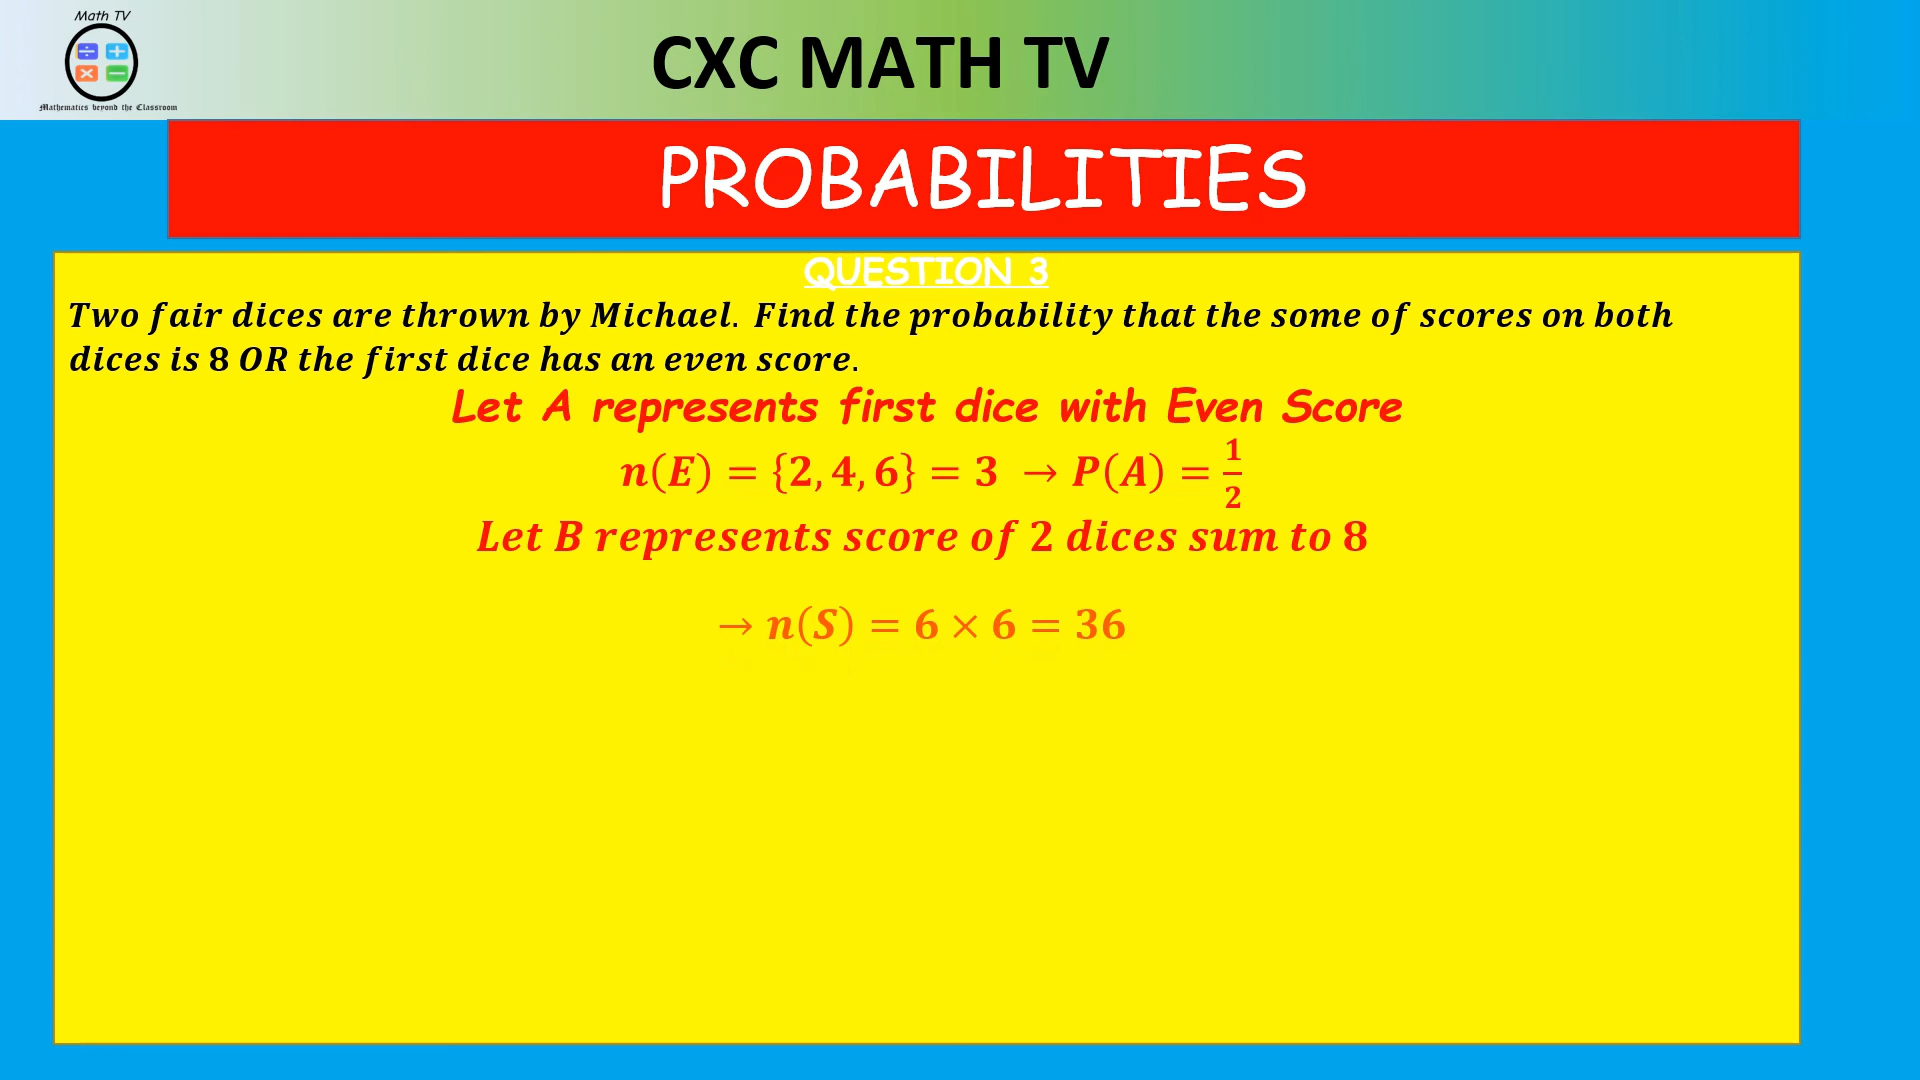 Math TV
Mathematics beyond the Classroom
CXC MATH TV
PROBABILITIES
QUESTION 3
Two fair dices are thrown by Michael. Find the probability that the some of scores on both
dices is 8 OR the first dice has an even score.
Let A represents first dice with Even Score
n(E) = {2, 4, 6} = 3 → P(A) = 1/2
Let B represents score of 2 dices sum to 8
→ n(S) = 6 × 6 = 36